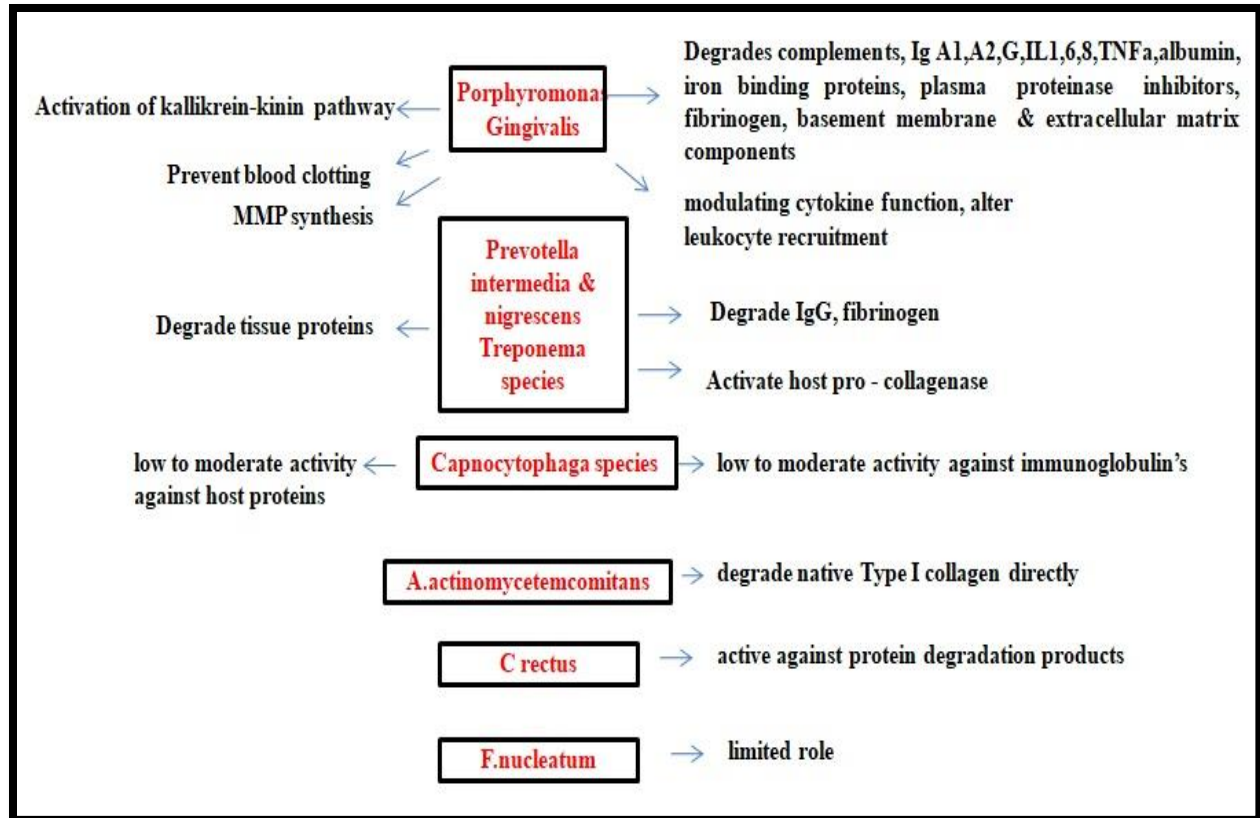 Porphyromonas
Gingivalis
Activation of kallikrein-kinin pathway
Prevent blood clotting
MMP synthesis
Degrades complements, Ig A1,A2,G,IL1,6,8,TNFa,albumin,
iron binding proteins, plasma proteinase inhibitors,
fibrinogen, basement membrane & extracellular matrix
components
modulating cytokine function, alter
leukocyte recruitment
Prevotella
intermedia &
nigrescens
Treponema
species
Degrade tissue proteins
Degrade IgG, fibrinogen
Activate host pro - collagenase
low to moderate activity
against host proteins
Capnocytophaga species
low to moderate activity against immunoglobulin’s
A.actinomycetemcomitans
degrade native Type I collagen directly
C rectus
active against protein degradation products
F.nucleatum
limited role